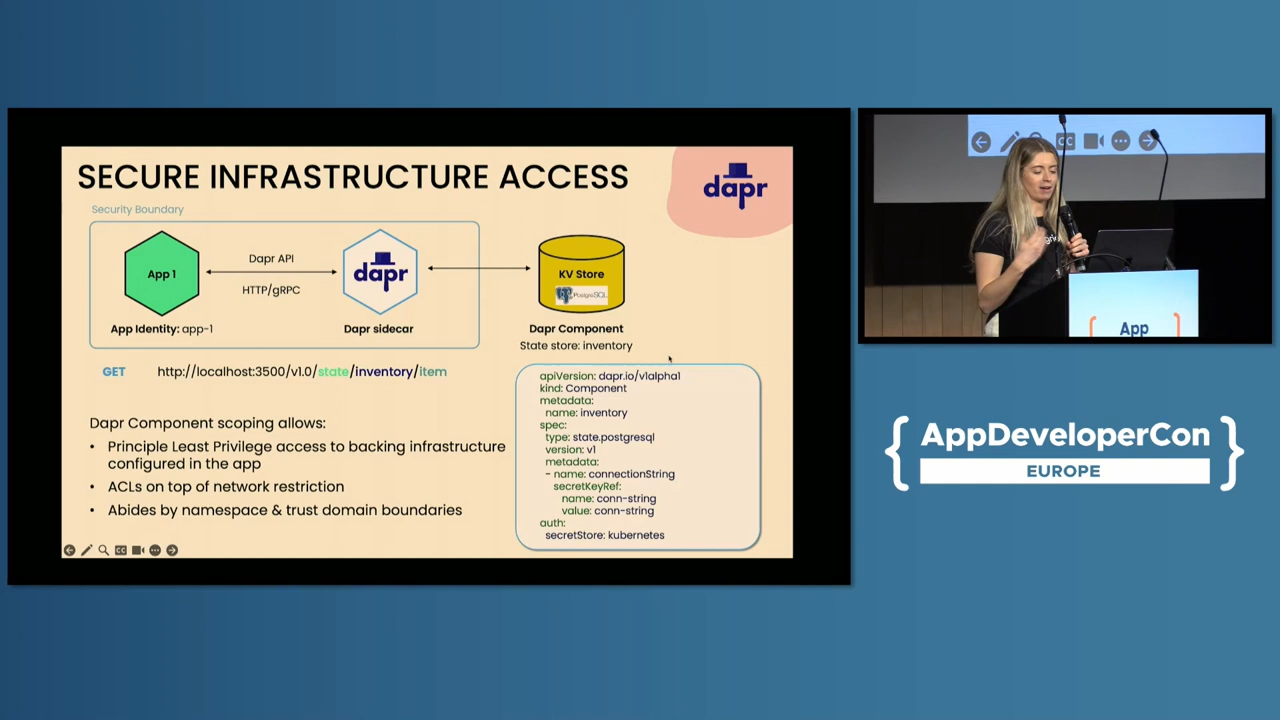 SECURE INFRASTRUCTURE ACCESS
dapr
Security Boundary
App 1
Dapr API
HTTP/gRPC
dapr
KV Store
PostgreSQL
App Identity: app-1
Dapr sidecar
Dapr Component
State store: inventory
GET http://localhost:3500/v1.0/state/inventory/item
Dapr Component scoping allows:
• Principle Least Privilege access to backing infrastructure
configured in the app
• ACLs on top of network restriction
• Abides by namespace & trust domain boundaries
apiVersion: dapr.io/v1alpha1
kind: Component
metadata:
name: inventory
spec:
type: state.postgresql
version: v1
metadata:
- name: connectionString
secretKeyRef:
name: conn-string
value: conn-string
auth:
secretStore: kubernetes
CC
CC
App
{ AppDeveloperCon }
EUROPE